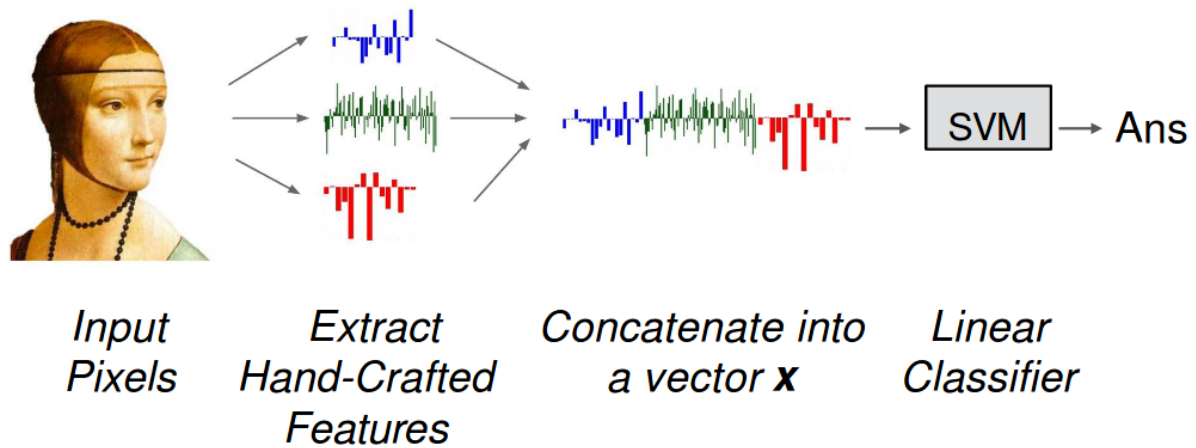 SVM
Ans
Input
Pixels
Extract
Hand-Crafted
Features
Concatenate into
a vector x
Linear
Classifier